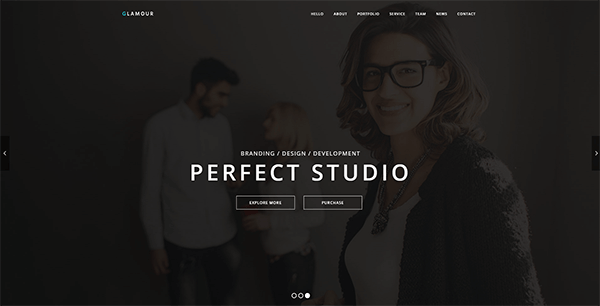 GLAMOUR
HELLO ABOUT PORTFOLIO SERVICE TEAM NEWS CONTACT
BRANDING / DESIGN / DEVELOPMENT
PERFECT STUDIO
EXPLORE MORE PURCHASE